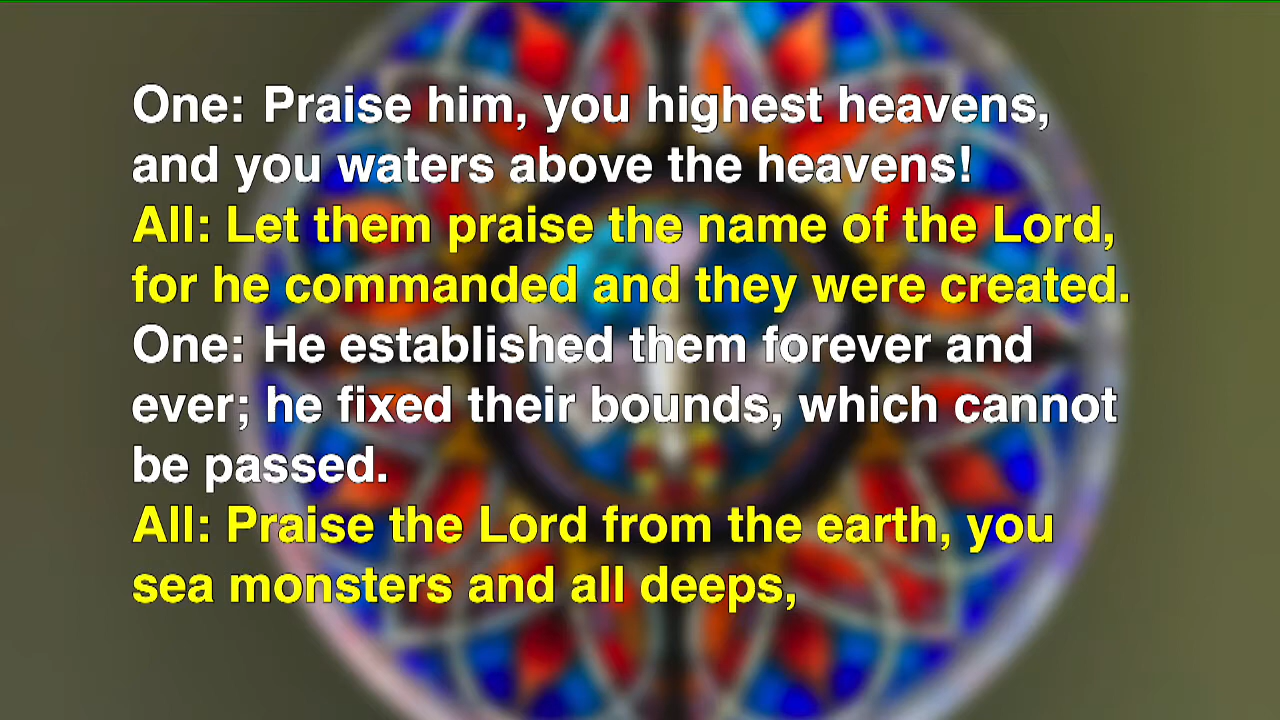 One: Praise him, you highest heavens,
and you waters above the heavens!
All: Let them praise the name of the Lord,
for he commanded and they were created.
One: He established them forever and
ever; he fixed their bounds, which cannot
be passed.
All: Praise the Lord from the earth, you
sea monsters and all deeps,